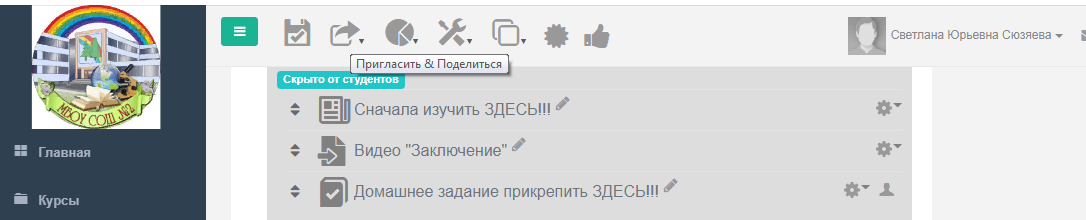 МБОУ СОШ №2
Главная
Курсы
Светлана Юрьевна Сюзяева
Пригласить & Поделиться
Скрыто от студентов
Сначала изучить ЗДЕСЬ!!!
Видео "Заключение"
Домашнее задание прикрепить ЗДЕСЬ!!!